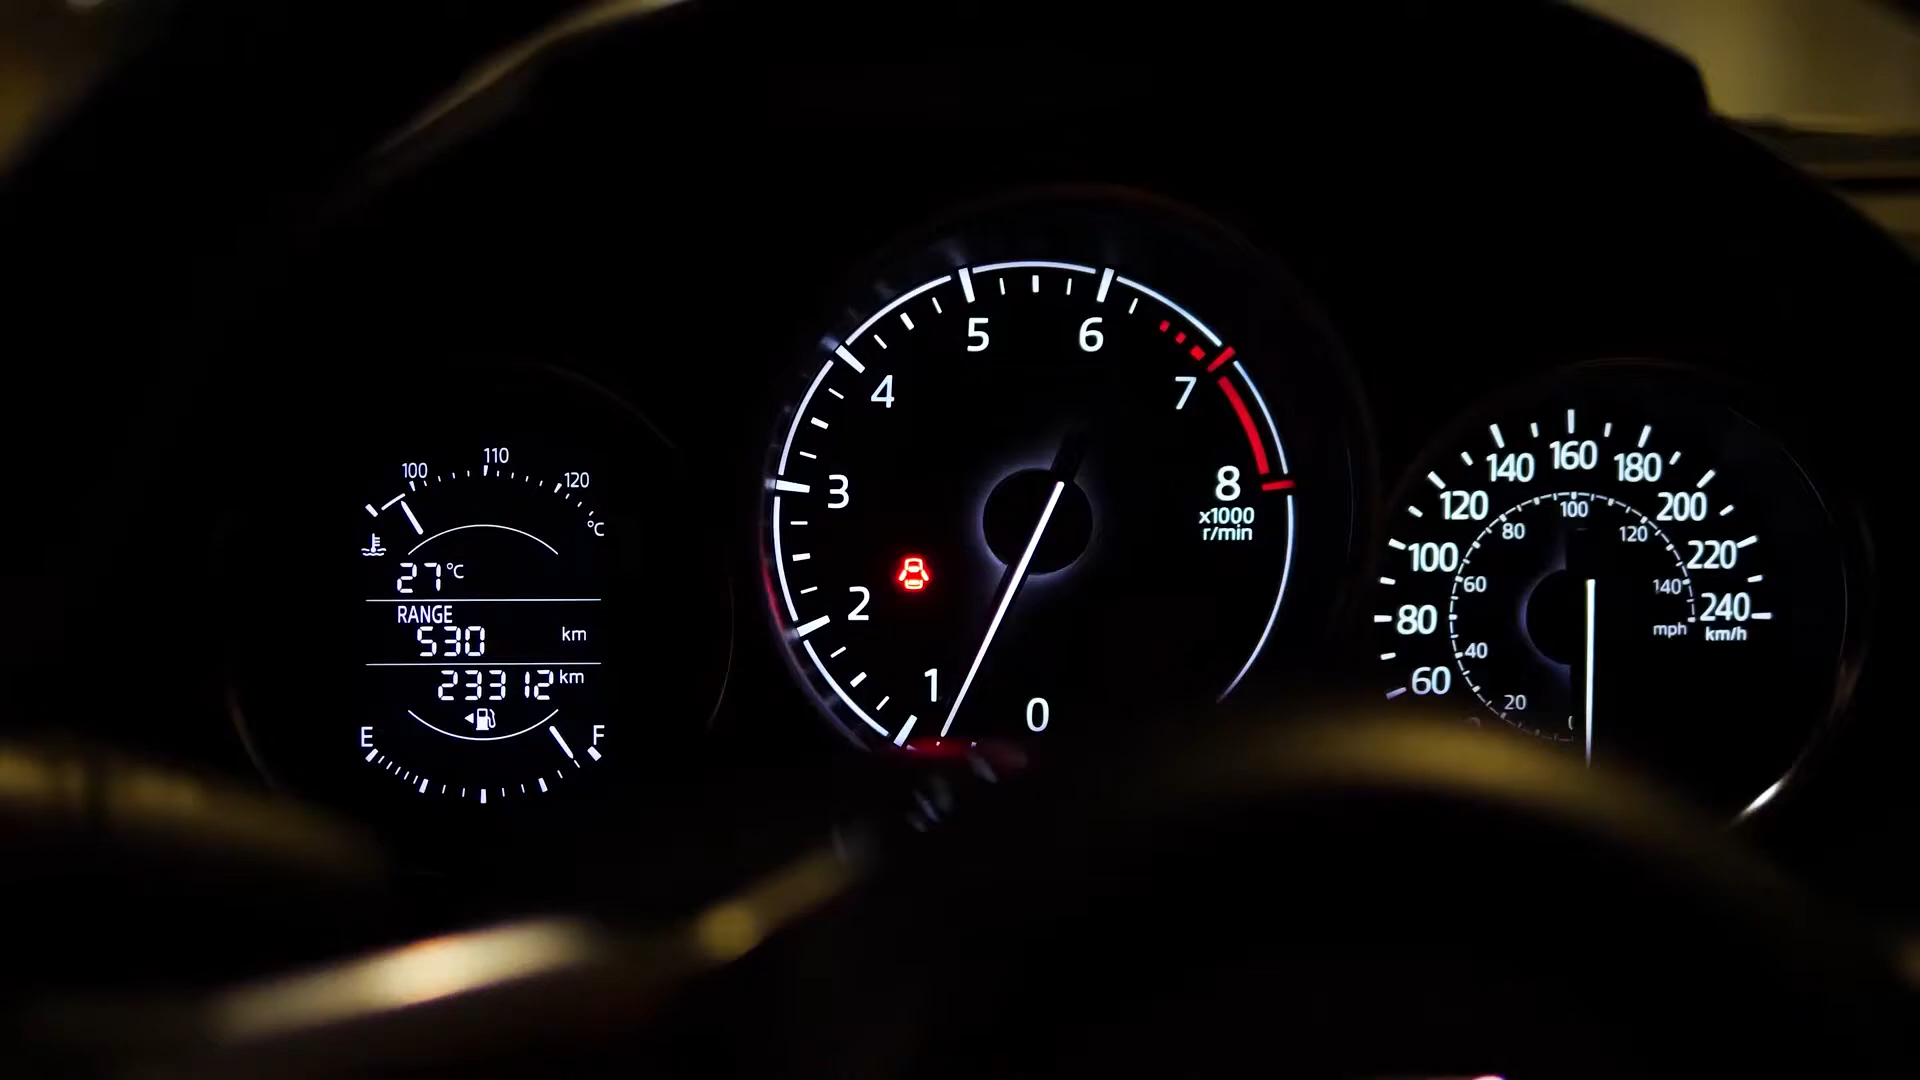 100 110 120
°C
27 °C
RANGE
530 km
23312 km
E F
0 1 2 3 4 5 6 7 8
x1000
r/min
60 80 100 120 140 160 180 200 220 240
km/h
20 40 60 80 100 120 140
mph